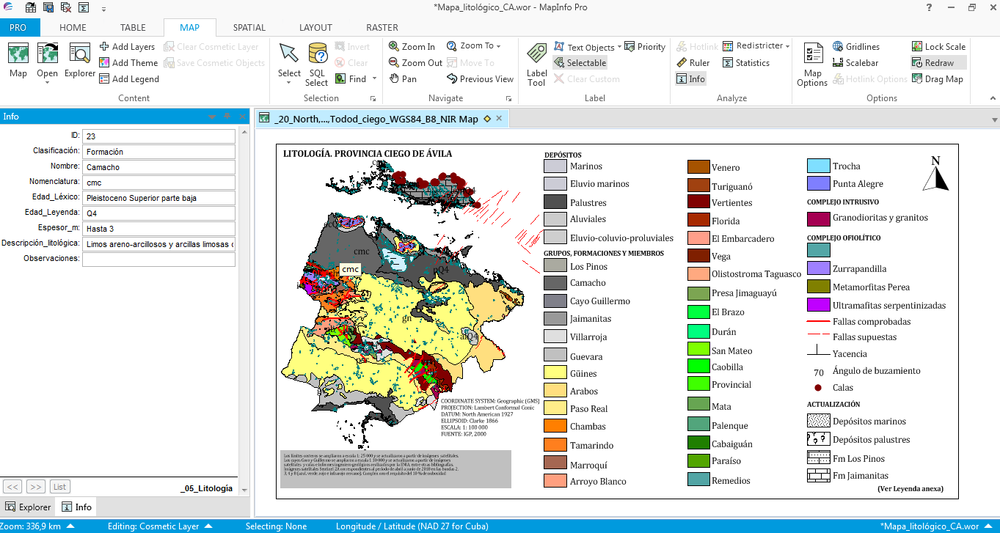 *Mapa_litológico_CA.wor - MapInfo Pro
PRO HOME TABLE MAP SPATIAL LAYOUT RASTER
Map
Open
Explorer
Add Layers
Add Theme
Add Legend
Clear Cosmetic Layer
Save Cosmetic Objects
Content
Select
SQL Select
Invert
Clear
Find
Selection
Zoom In
Zoom Out
Pan
Zoom To
Move To
Previous View
Navigate
Label Tool
Text Objects
Priority
Selectable
Clear Custom
Label
Hotlink
Ruler
Info
Redistricter
Statistics
Analyze
Map Options
Gridlines
Scalebar
Hotlink Options
Lock Scale
Redraw
Drag Map
Options
Info
ID: 23
Clasificación: Formación
Nombre: Camacho
Nomenclatura: cmc
Edad_Léxico: Pleistoceno Superior parte baja
Edad_Leyenda: Q4
Espesor_m: Hasta 3
Descripción_litológica: Limos areno-arcillosos y arcillas limosas
Observaciones:
<< >> List
_05_Litología
Explorer Info
_20_North,...,Todod_ciego_WGS84_B8_NIR Map
LITOLOGÍA. PROVINCIA CIEGO DE ÁVILA
cmc
cmc
pQ4
gn
alQ4
COORDINATE SYSTEM: Geographic (GMS)
PROJECTION: Lambert Conformal Conic
DATUM: North American 1927
ELLIPSOID: Clarke 1866
ESCALA: 1: 100 000
FUENTE: IGP, 2000
Los límites costeros se ampliaron a escala 1: 25 000 y se actualizaron a partir de imágenes satelitales.
Los cayos Coco y Guillermo se ampliaron a escala 1: 10 000 y se actualizaron a partir de imágenes
satelitales y calas e informes ingeniero geológicos realizados por la ENIA, entre otras bibliografías.
Imágenes satelitales Sentinel 2A correspondientes al período de abril a junio de 2018 en las bandas 2,
3, 4 y 8 (azul, verde, rojo e infrarrojo cercano). Cumplen con el requisito del 10 % de nubosidad
DEPÓSITOS
Marinos
Eluvio marinos
Palustres
Aluviales
Eluvio-coluvio-proluviales
GRUPOS, FORMACIONES Y MIEMBROS
Los Pinos
Camacho
Cayo Guillermo
Jaimanitas
Villarroja
Guevara
Güines
Arabos
Paso Real
Chambas
Tamarindo
Marroquí
Arroyo Blanco
Venero
Turiguanó
Vertientes
Florida
El Embarcadero
Vega
Olistostroma Taguasco
Presa Jimaguayú
El Brazo
Durán
San Mateo
Caobilla
Provincial
Mata
Palenque
Cabaiguán
Paraíso
Remedios
Trocha
Punta Alegre
COMPLEJO INTRUSIVO
Granodioritas y granitos
COMPLEJO OFIOLÍTICO
Zurrapandilla
Metamorfitas Perea
Ultramafitas serpentinizadas
Fallas comprobadas
Fallas supuestas
Yacencia
70 Ángulo de buzamiento
Calas
ACTUALIZACIÓN
Depósitos marinos
Depósitos palustres
Fm Los Pinos
Fm Jaimanitas
(Ver Leyenda anexa)
N
Zoom: 336,9 km
Editing: Cosmetic Layer
Selecting: None
Longitude / Latitude (NAD 27 for Cuba)
*Mapa_litológico_CA.wor